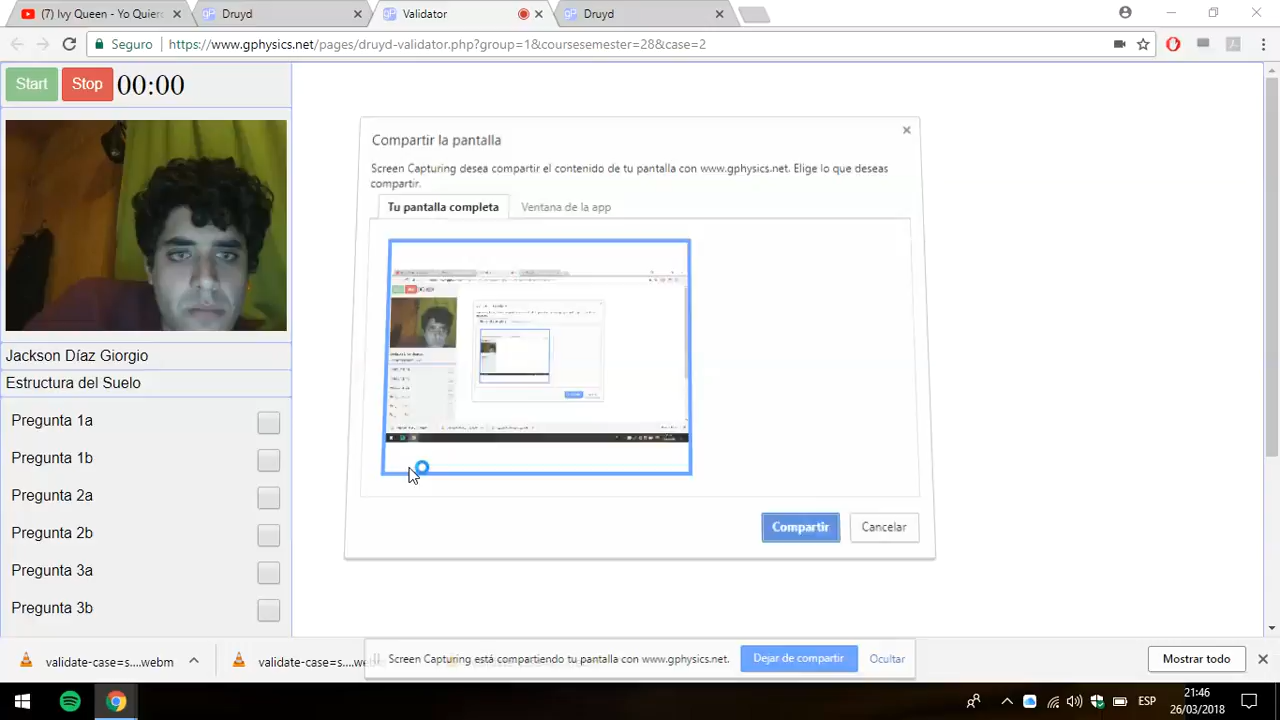 (7) Ivy Queen - Yo Quiero
Druyd
Validator
Druyd
Seguro
https://www.gphysics.net/pages/druyd-validator.php?group=1&coursesemester=28&case=2
Start
Stop
00:00
Jackson Díaz Giorgio
Estructura del Suelo
Pregunta 1a
Pregunta 1b
Pregunta 2a
Pregunta 2b
Pregunta 3a
Pregunta 3b
Compartir la pantalla
Screen Capturing desea compartir el contenido de tu pantalla con www.gphysics.net. Elige lo que deseas
compartir.
Tu pantalla completa
Ventana de la app
Compartir
Cancelar
validate-case=s....webm
validate-case=s....we
Screen Capturing está compartiendo tu pantalla con www.gphysics.net.
Dejar de compartir
Ocultar
Mostrar todo
ESP
21:46
26/03/2018